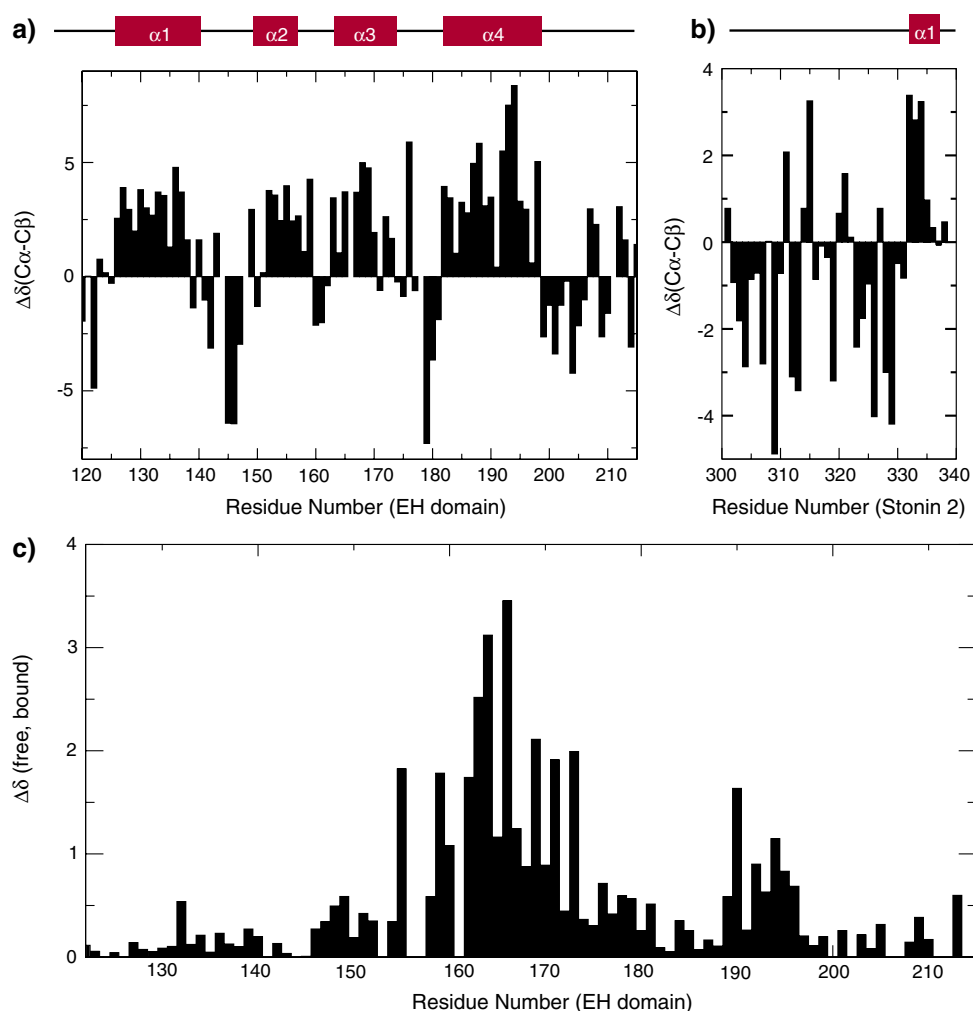 a)
α1
α2
α3
α4
b)
α1
Δδ(Cα-Cβ)
5
0
-5
120 130 140 150 160 170 180 190 200 210
Residue Number (EH domain)
Δδ(Cα-Cβ)
4
2
0
-2
-4
300 310 320 330 340
Residue Number (Stonin 2)
c)
Δδ (free, bound)
4
3
2
1
0
130 140 150 160 170 180 190 200 210
Residue Number (EH domain)